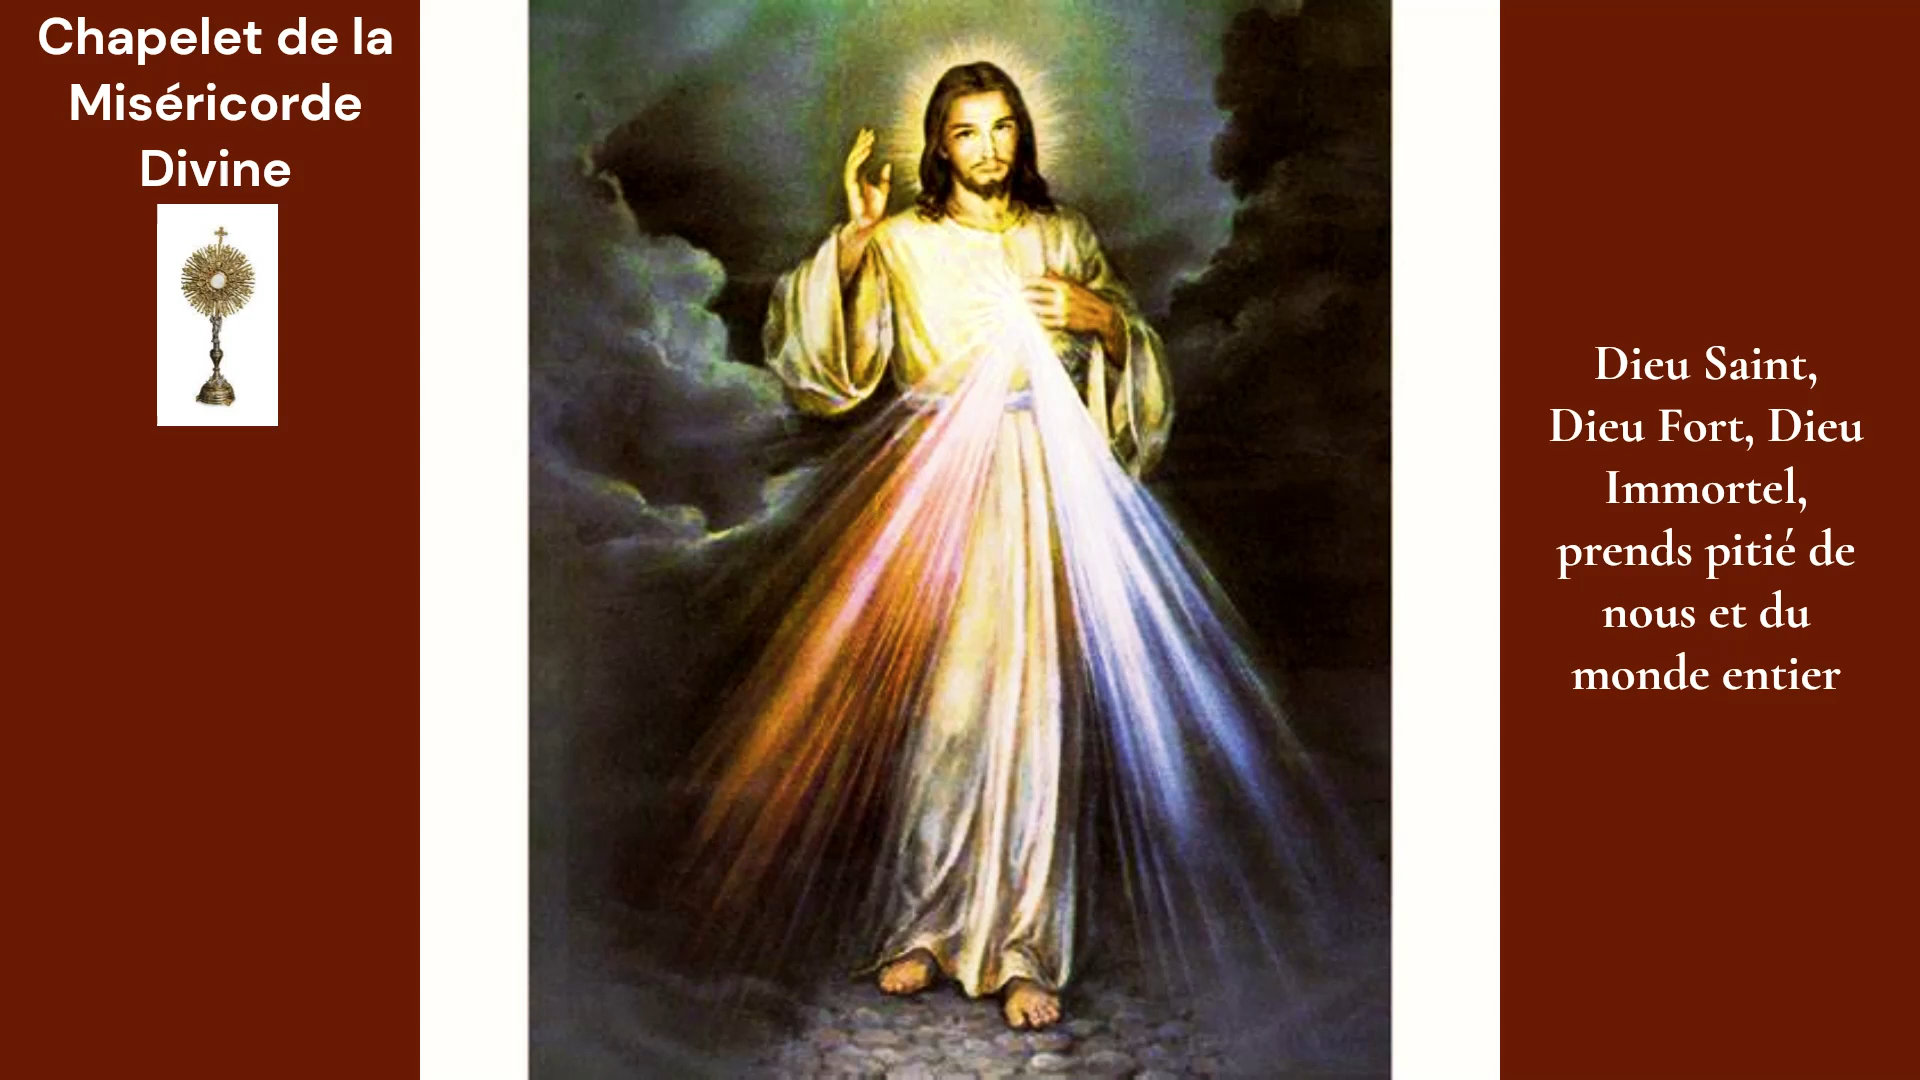 Chapelet de la
Miséricorde
Divine
Dieu Saint,
Dieu Fort, Dieu
Immortel,
prends pitié de
nous et du
monde entier